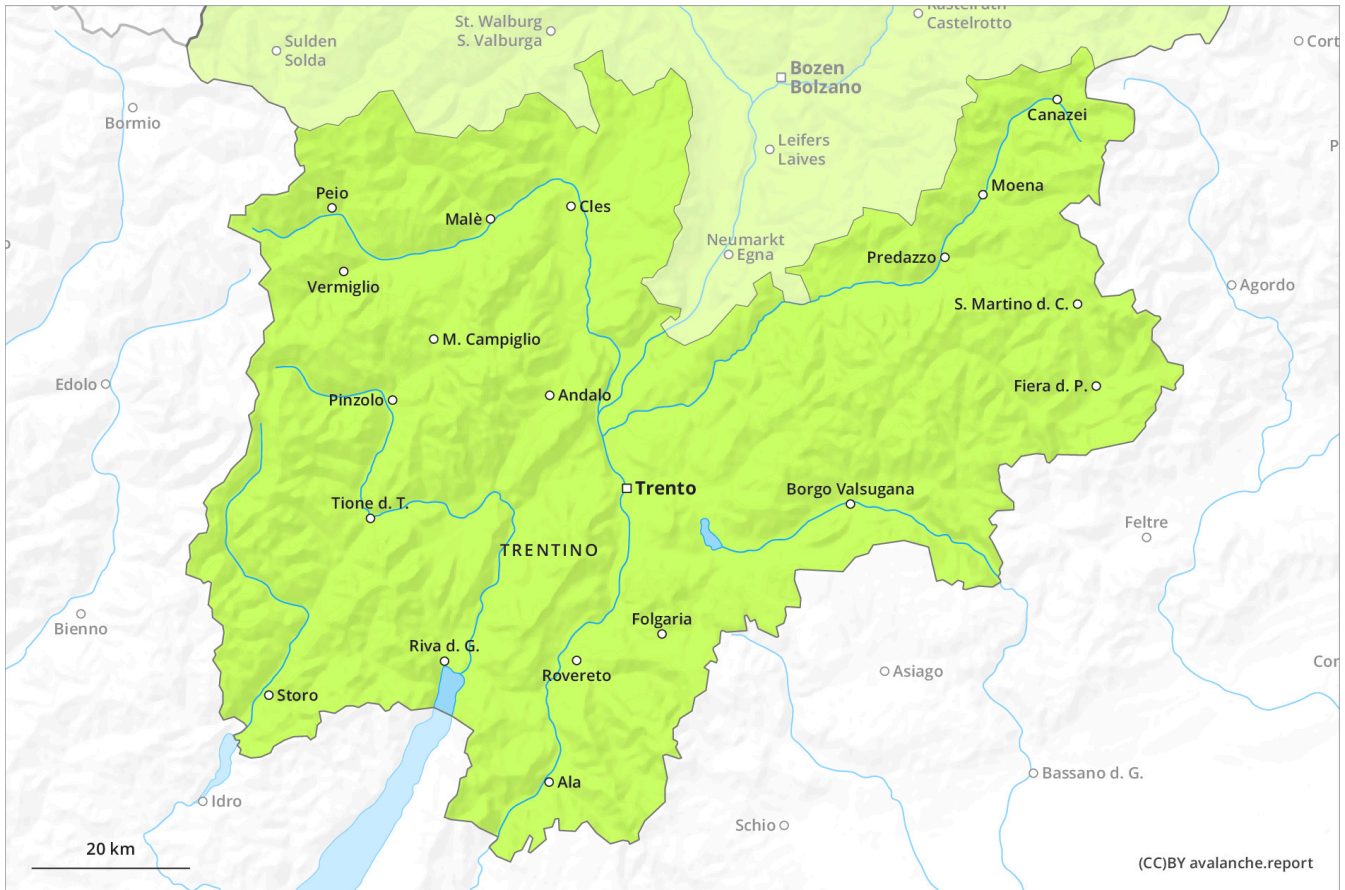 Kastelruth
Castelrotto
St. Walburg
S. Valburga
Sulden
Solda
Cort
Bozen
Bolzano
Bormio
Canazei
Leifers
Laives
P
Peio
Moena
Malè
Cles
Neumarkt
Egna
Predazzo
Vermiglio
Agordo
S. Martino d. C.
M. Campiglio
Edolo
Fiera d. P.
Pinzolo
Andalo
Trento
Borgo Valsugana
Tione d. T.
Feltre
TRENTINO
Bienno
Folgaria
Riva d. G.
Rovereto
Asiago
Cor
Storo
Ala
Bassano d. G.
Idro
Schio
20 km
(CC)BY avalanche.report